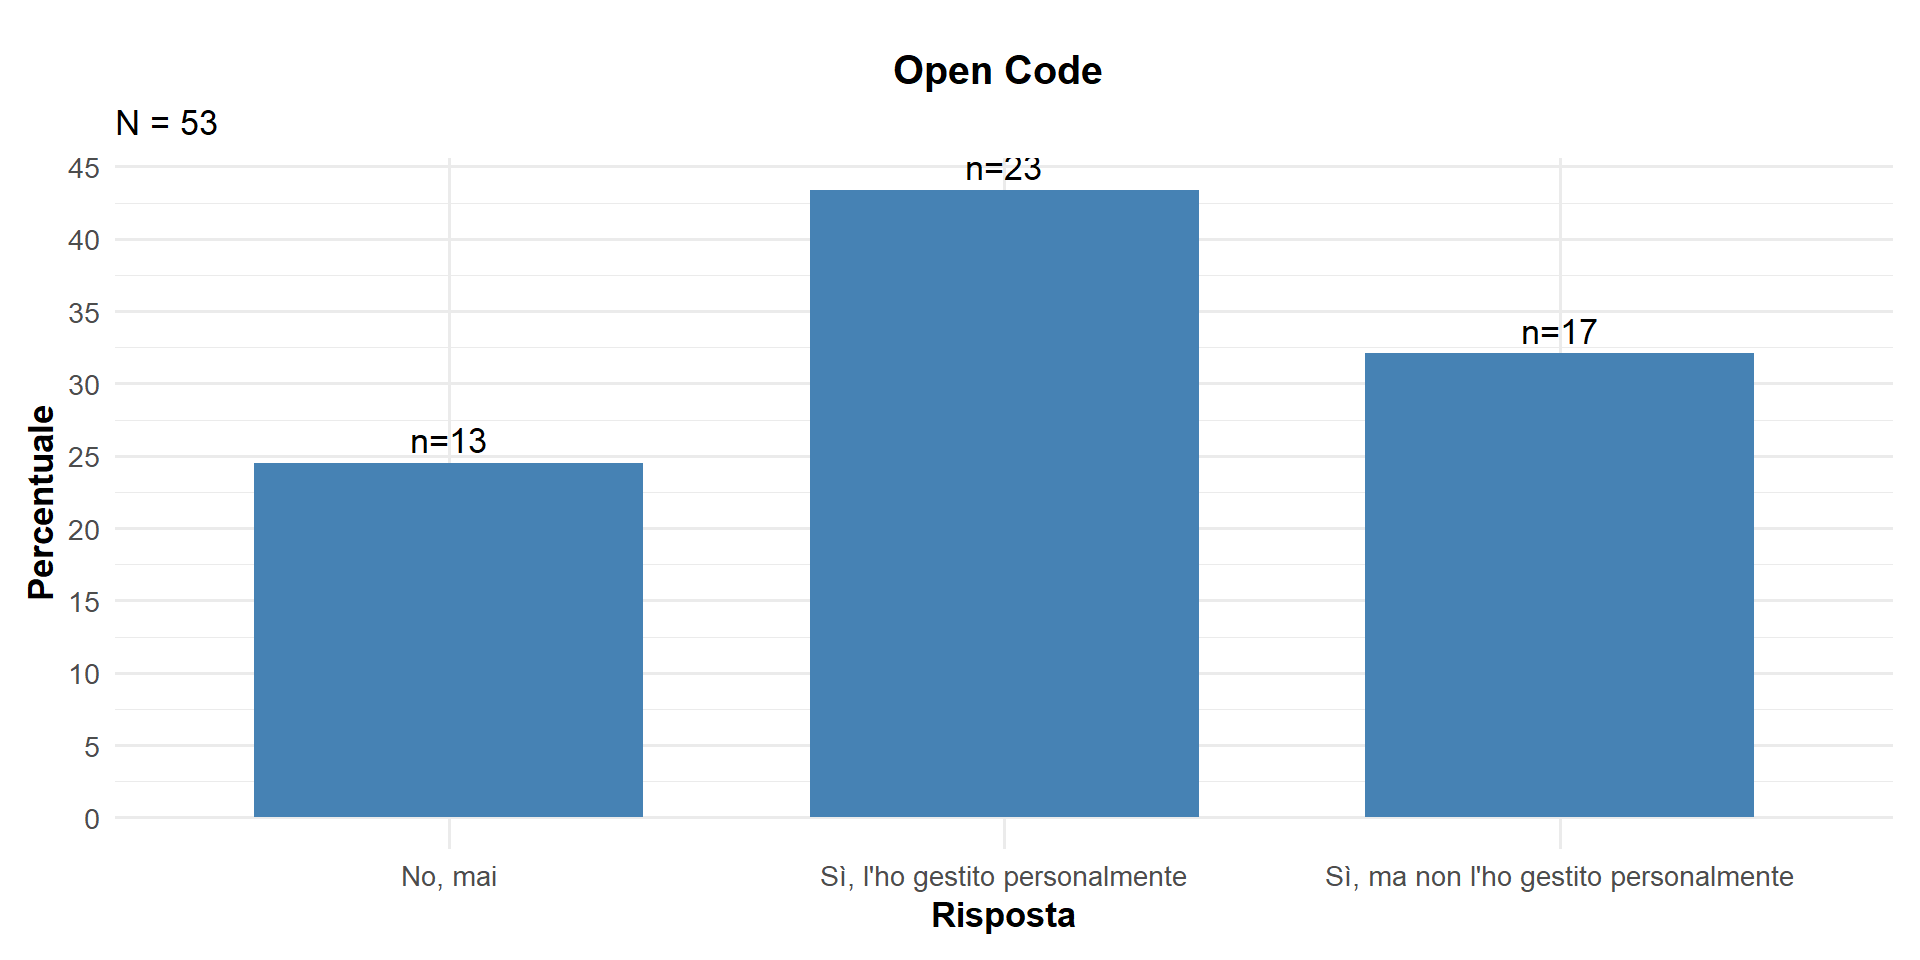 Open Code
N = 53
45
40
35
30
25
20
15
10
5
0
Percentuale
n=13
n=23
n=17
No, mai
Sì, l'ho gestito personalmente
Sì, ma non l'ho gestito personalmente
Risposta